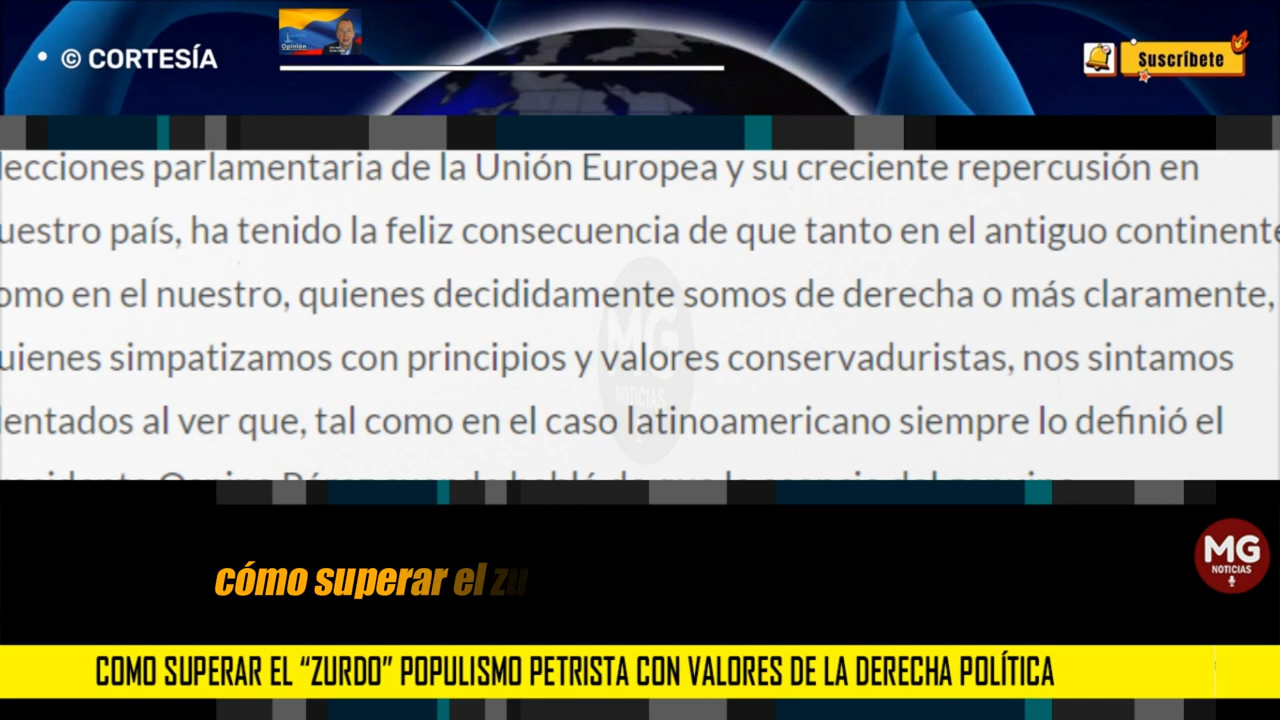 © CORTESÍA
Opinión
Suscríbete
lecciones parlamentaria de la Unión Europea y su creciente repercusión en
uestro país, ha tenido la feliz consecuencia de que tanto en el antiguo continente
omo en el nuestro, quienes decididamente somos de derecha o más claramente,
uienes simpatizamos con principios y valores conservaduristas, nos sintamos
lentados al ver que, tal como en el caso latinoamericano siempre lo definió el
MG
NOTICIAS
cómo superar el zu
MG
NOTICIAS
COMO SUPERAR EL “ZURDO” POPULISMO PETRISTA CON VALORES DE LA DERECHA POLÍTICA